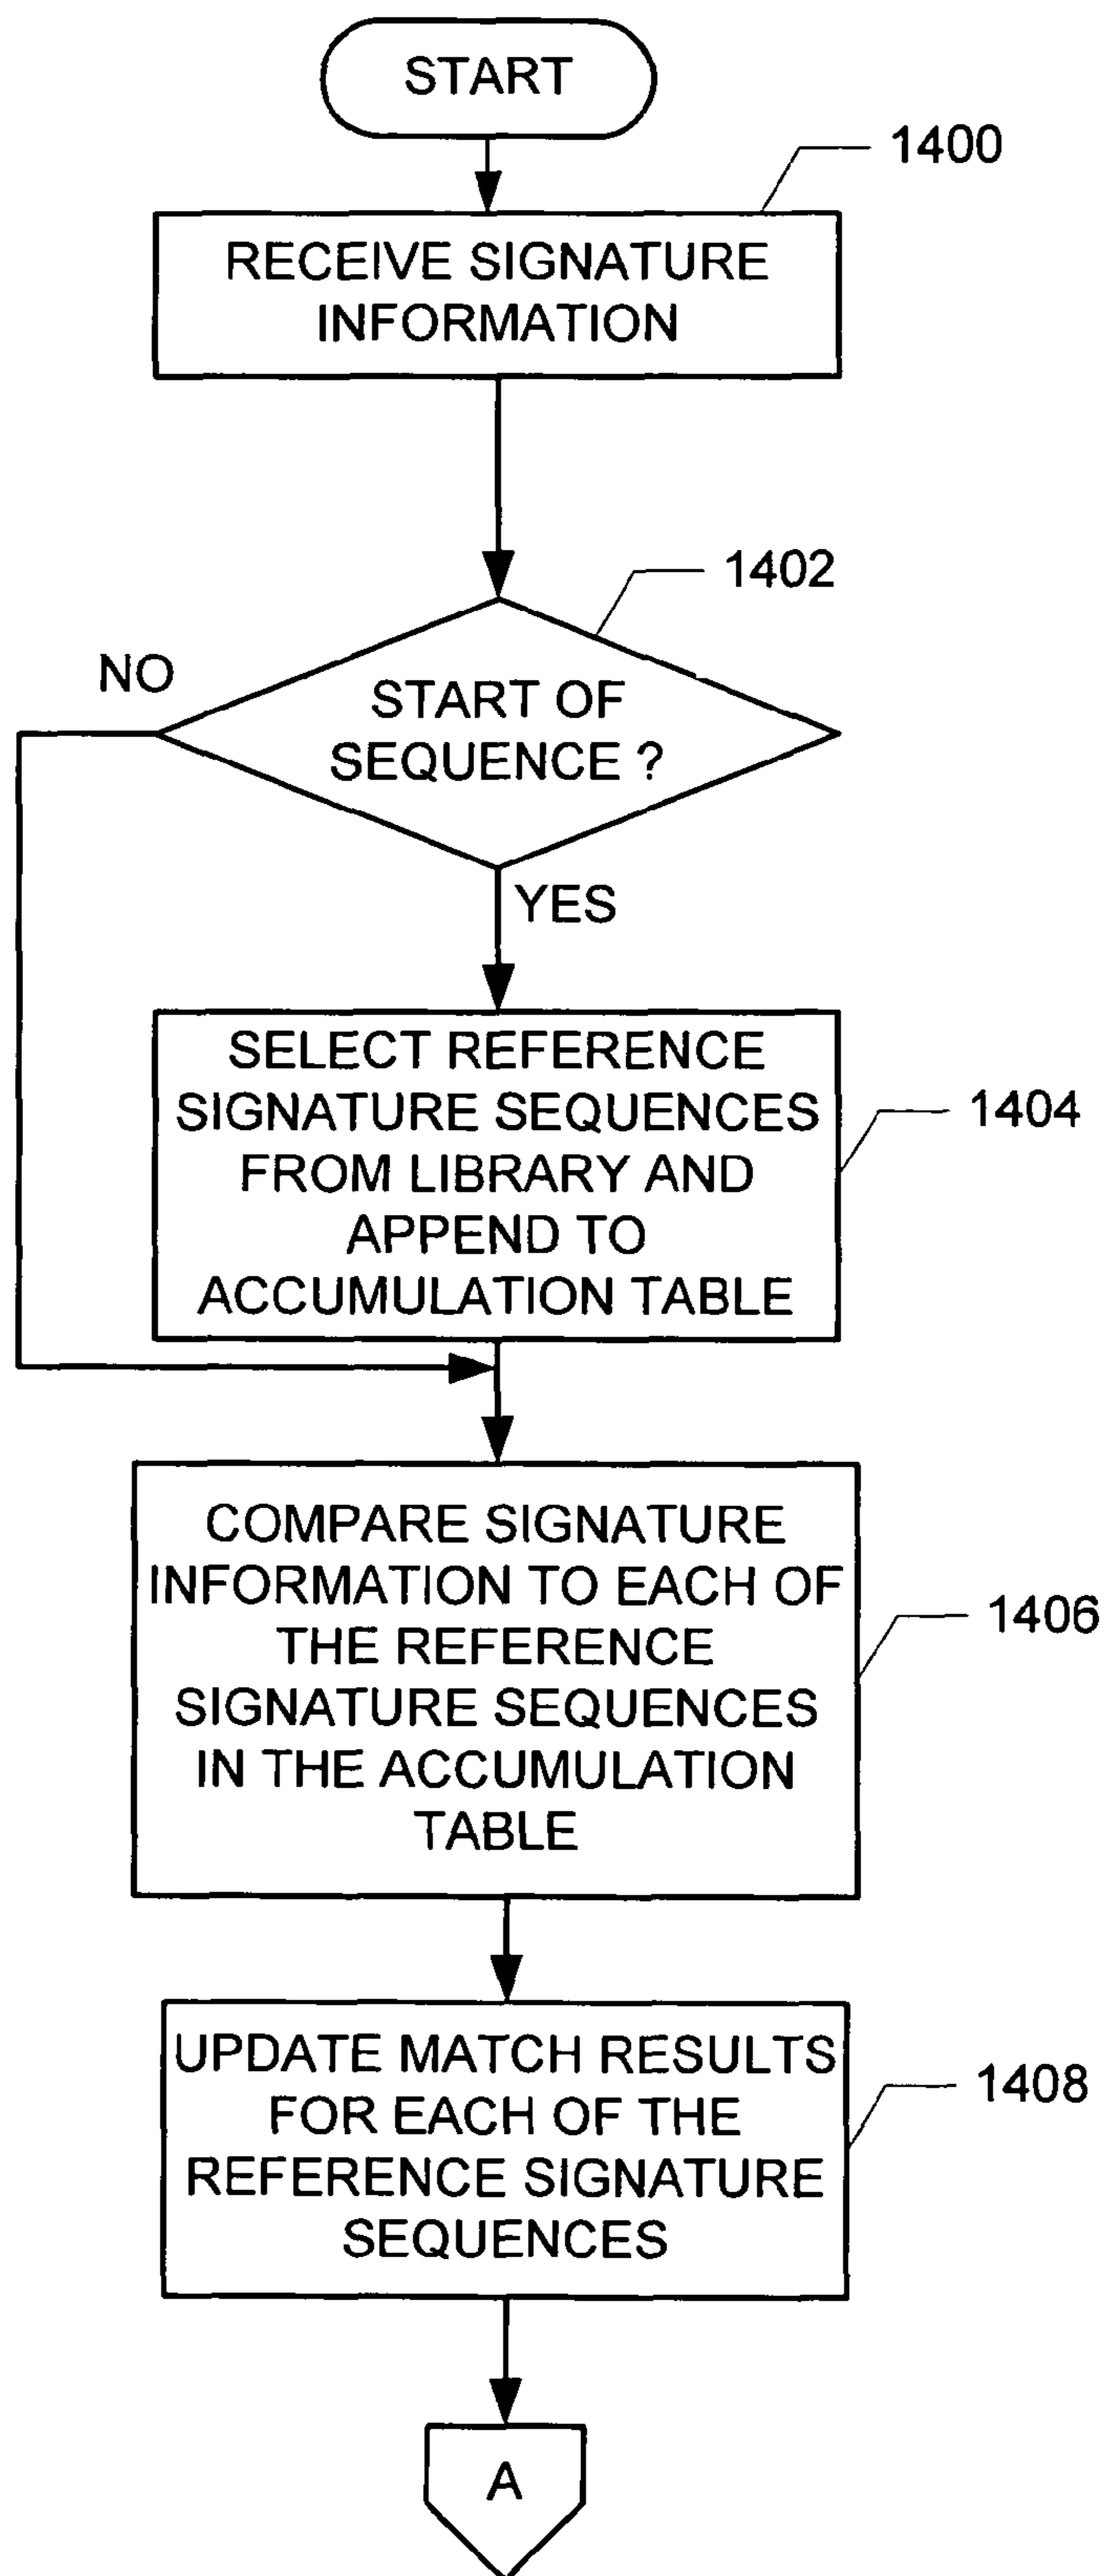 START
1400
RECEIVE SIGNATURE
INFORMATION
1402
NO
START OF
SEQUENCE ?
YES
SELECT REFERENCE
SIGNATURE SEQUENCES
FROM LIBRARY AND
APPEND TO
ACCUMULATION TABLE
1404
COMPARE SIGNATURE
INFORMATION TO EACH OF
THE REFERENCE
SIGNATURE SEQUENCES
IN THE ACCUMULATION
TABLE
1406
UPDATE MATCH RESULTS
FOR EACH OF THE
REFERENCE SIGNATURE
SEQUENCES
1408
A